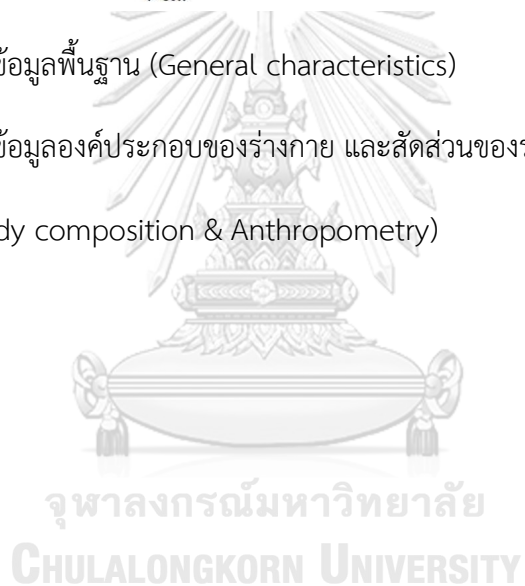 ข้อมูลพื้นฐาน (General characteristics)
ข้อมูลองค์ประกอบของร่างกาย และสัดส่วนของร
dy composition & Anthropometry)
จุฬาลงกรณ์มหาวิทยาลัย
CHULALONGKORN UNIVERSITY